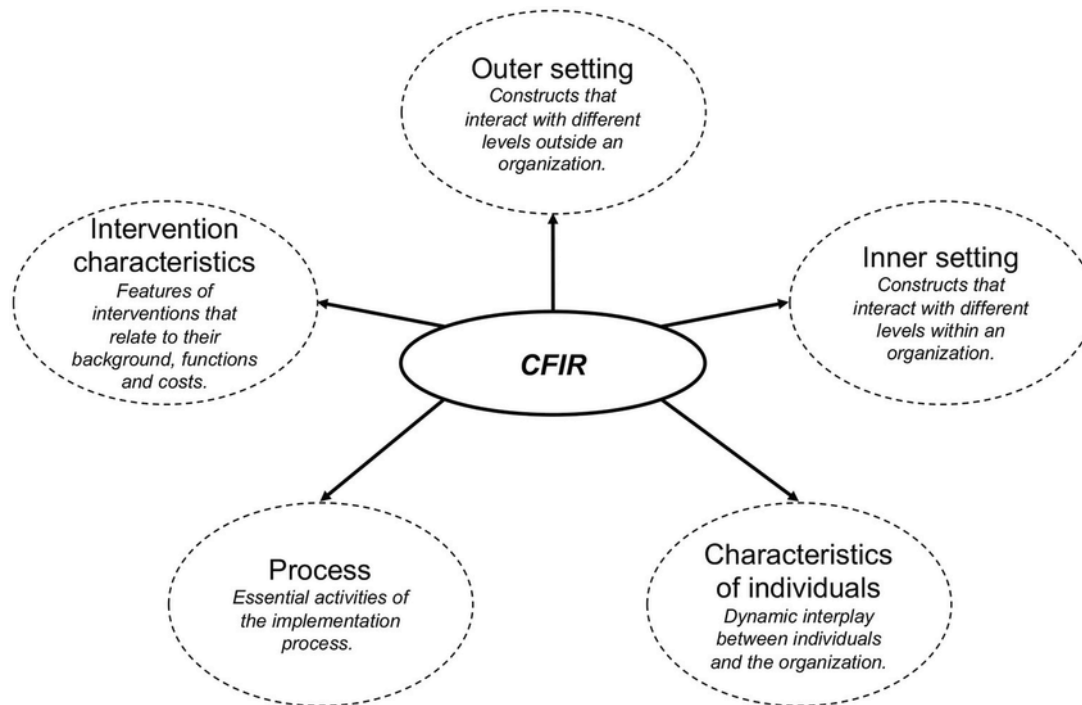 Outer setting
Constructs that
interact with different
levels outside an
organization.
Intervention
characteristics
Features of
interventions that
relate to their
background, functions
and costs.
Inner setting
Constructs that
interact with different
levels within an
organization.
CFIR
Process
Essential activities of
the implementation
process.
Characteristics
of individuals
Dynamic interplay
between individuals
and the organization.